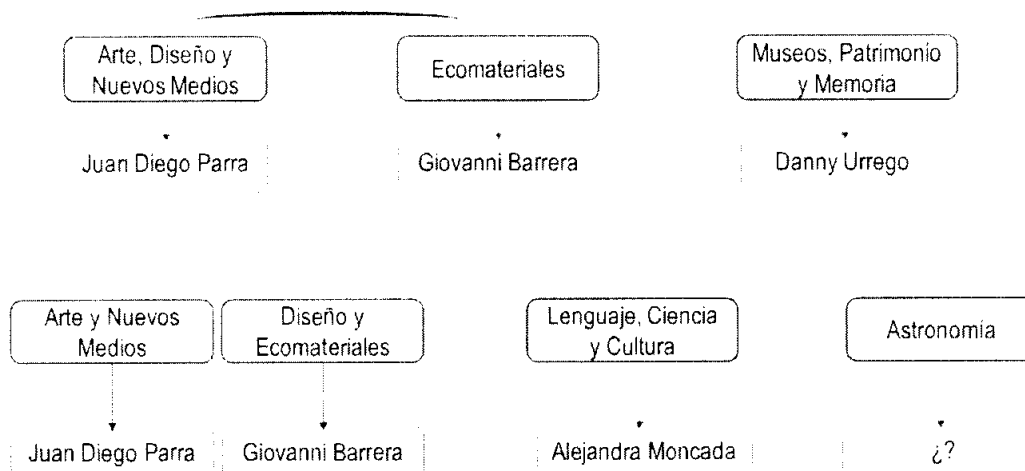 Arte, Diseño y
Nuevos Medios
Ecomateriales
Museos, Patrimonio
y Memoria
Juan Diego Parra
Giovanni Barrera
Danny Urrego
Arte y Nuevos
Medios
Diseño y
Ecomateriales
Lenguaje, Ciencia
y Cultura
Astronomía
Juan Diego Parra
Giovanni Barrera
Alejandra Moncada
¿?